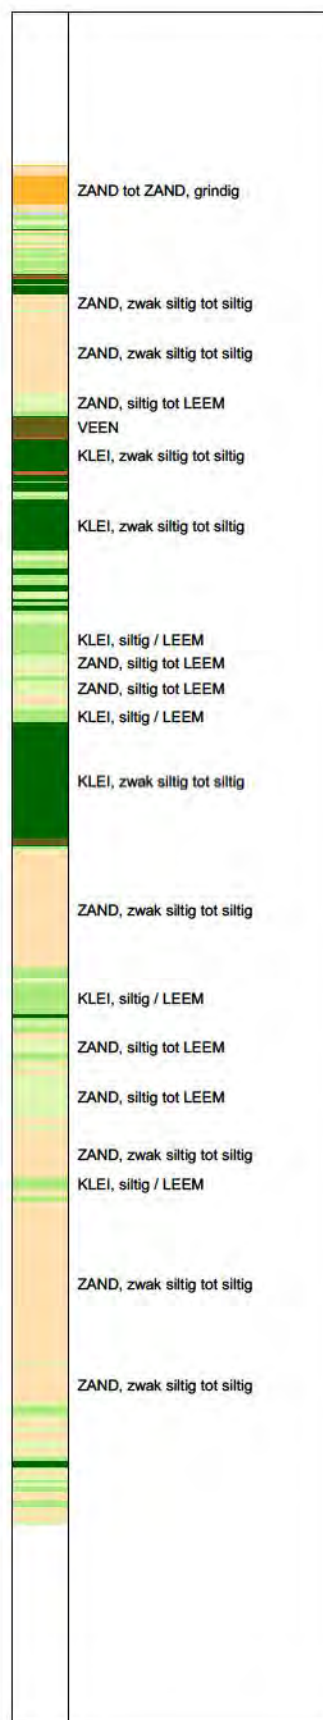 ZAND tot ZAND, grindig
ZAND, zwak siltig tot siltig
ZAND, zwak siltig tot siltig
ZAND, siltig tot LEEM
VEEN
KLEI, zwak siltig tot siltig
KLEI, zwak siltig tot siltig
KLEI, siltig / LEEM
ZAND, siltig tot LEEM
ZAND, siltig tot LEEM
KLEI, siltig / LEEM
KLEI, zwak siltig tot siltig
ZAND, zwak siltig tot siltig
KLEI, siltig / LEEM
ZAND, siltig tot LEEM
ZAND, siltig tot LEEM
ZAND, zwak siltig tot siltig
KLEI, siltig / LEEM
ZAND, zwak siltig tot siltig
ZAND, zwak siltig tot siltig